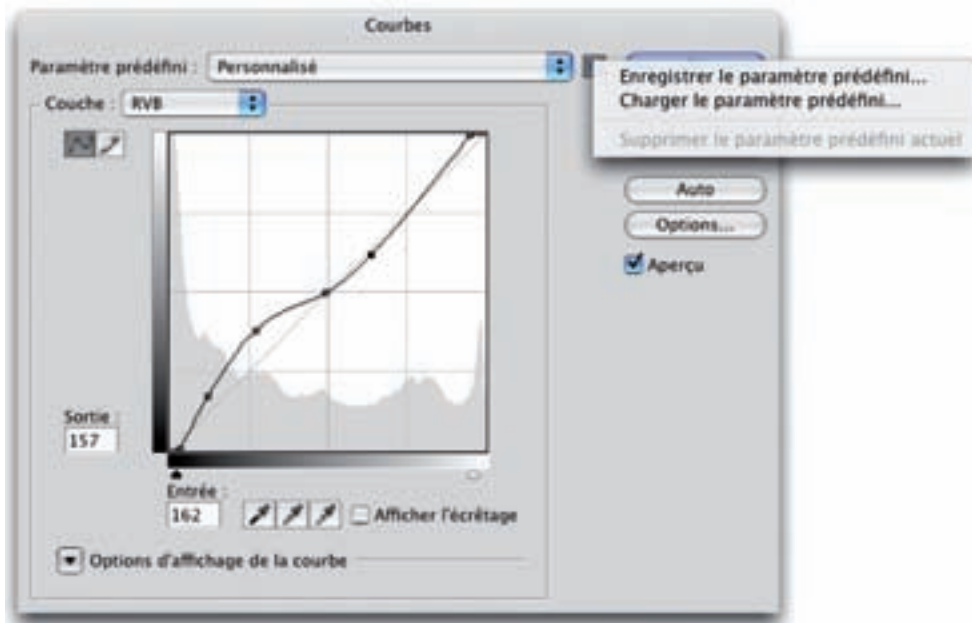 Courbes
Paramètre prédéfini : Personnalisé
Enregistrer le paramètre prédéfini...
Charger le paramètre prédéfini...
Supprimer le paramètre prédéfini actuel
Couche : RVB
Auto
Options...
Aperçu
Sortie :
157
Entrée :
162
Afficher l'écrêtage
Options d'affichage de la courbe